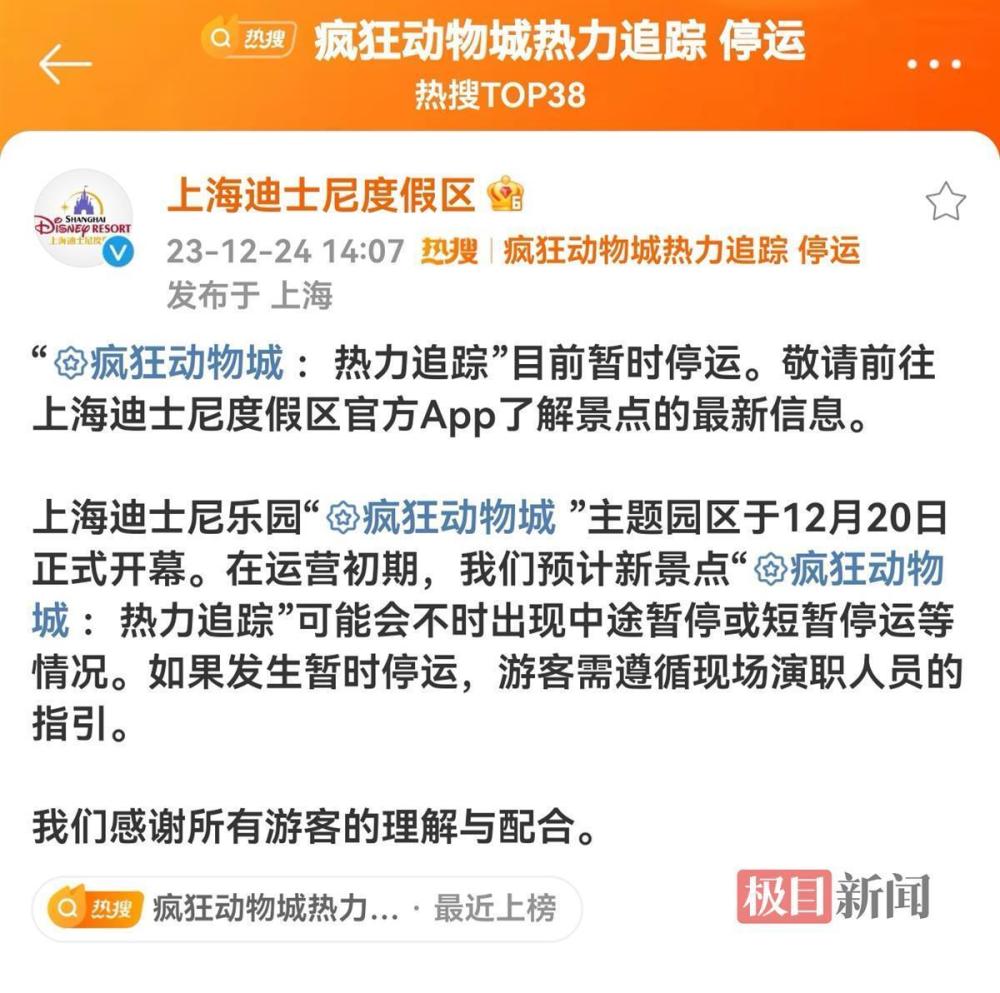 热搜 疯狂动物城热力追踪 停运
热搜TOP38
SHANGHAI
DISNEY RESORT
上海迪士尼度假区
23-12-24 14:07 热搜 | 疯狂动物城热力追踪 停运
发布于 上海
“疯狂动物城 ：热力追踪”目前暂时停运。敬请前往
上海迪士尼度假区官方App了解景点的最新信息。
上海迪士尼乐园“疯狂动物城 ”主题园区于12月20日
正式开幕。在运营初期，我们预计新景点“疯狂动物
城 ：热力追踪”可能会不时出现中途暂停或短暂停运等
情况。如果发生暂时停运，游客需遵循现场演职人员的
指引。
我们感谢所有游客的理解与配合。
热搜 疯狂动物城热力... · 最近上榜
极目新闻